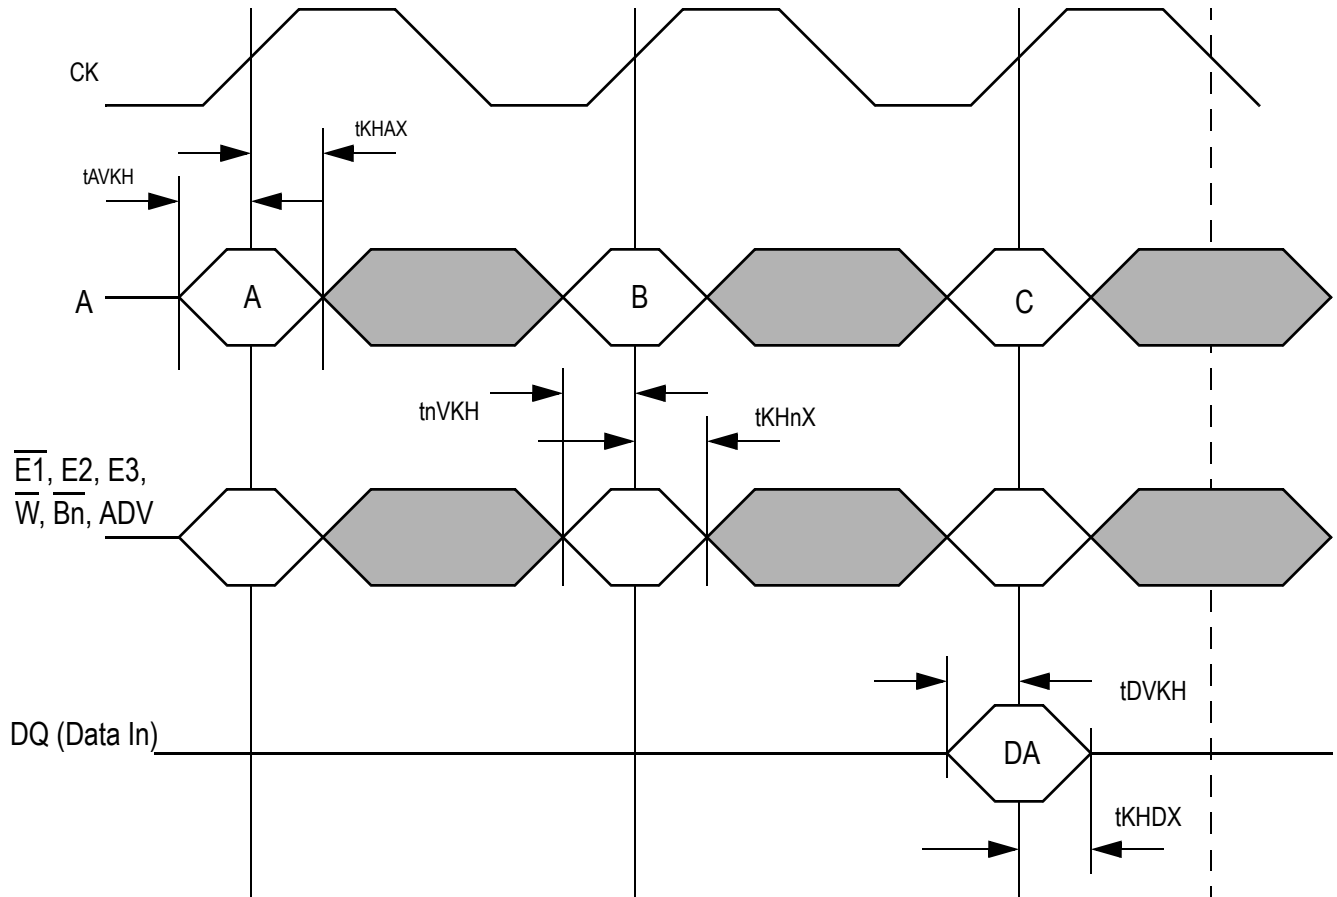 CK
tKHAX
tAVKH
A
A
B
C
tnVKH
tKHnX
E1, E2, E3,
W, Bn, ADV
tDVKH
DQ (Data In)
DA
tKHDX